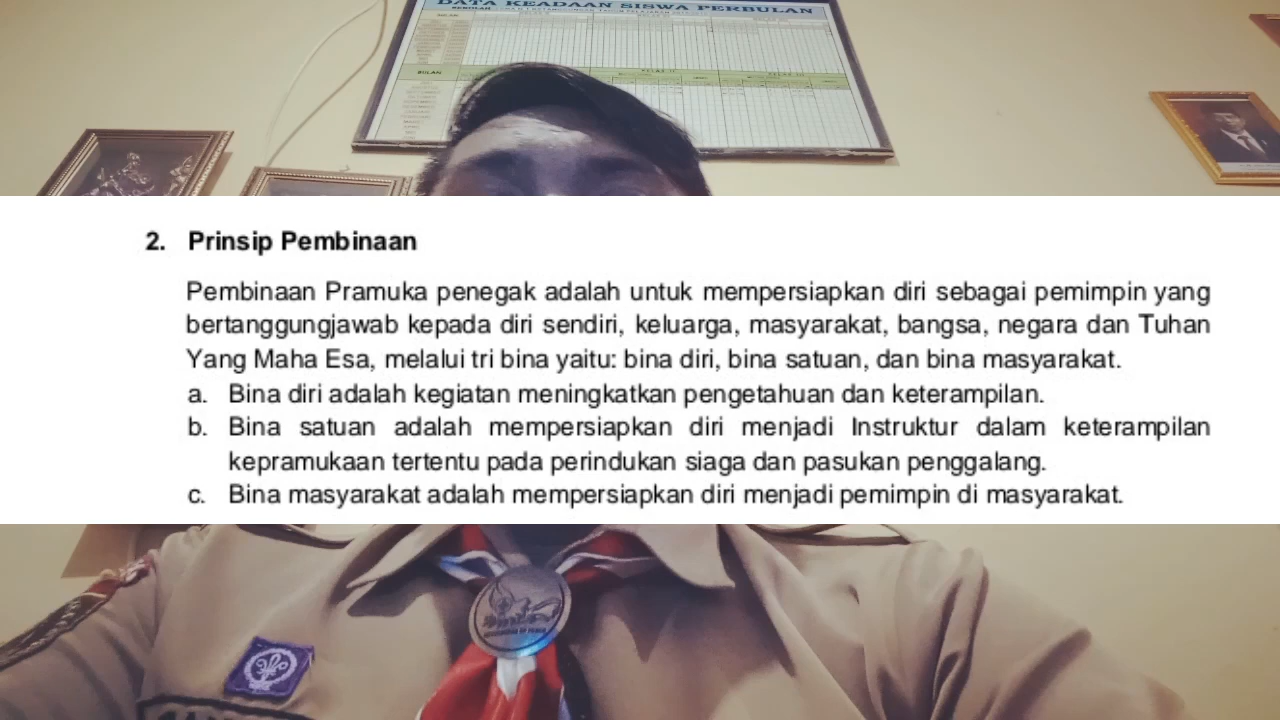 DATA KEADAAN SISWA PERBULAN
BULAN
2. Prinsip Pembinaan
Pembinaan Pramuka penegak adalah untuk mempersiapkan diri sebagai pemimpin yang
bertanggungjawab kepada diri sendiri, keluarga, masyarakat, bangsa, negara dan Tuhan
Yang Maha Esa, melalui tri bina yaitu: bina diri, bina satuan, dan bina masyarakat.
a. Bina diri adalah kegiatan meningkatkan pengetahuan dan keterampilan.
b. Bina satuan adalah mempersiapkan diri menjadi Instruktur dalam keterampilan
kepramukaan tertentu pada perindukan siaga dan pasukan penggalang.
c. Bina masyarakat adalah mempersiapkan diri menjadi pemimpin di masyarakat.